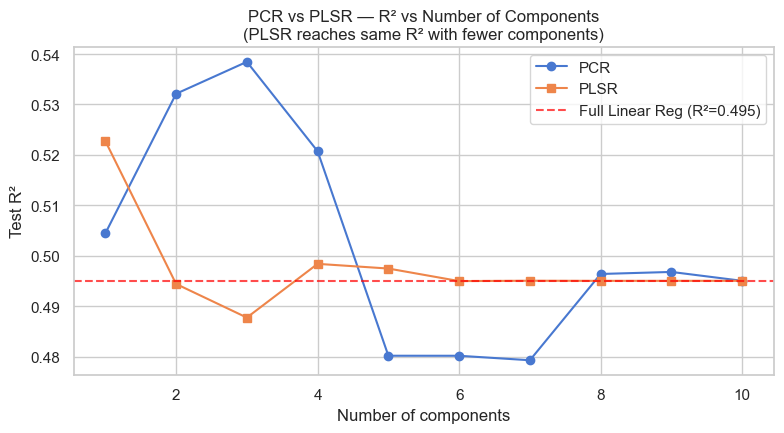 PCR vs PLSR — R² vs Number of Components
(PLSR reaches same R² with fewer components)
PCR
PLSR
Full Linear Reg (R²=0.495)
Test R²
0.54
0.53
0.52
0.51
0.50
0.49
0.48
2 4 6 8 10
Number of components